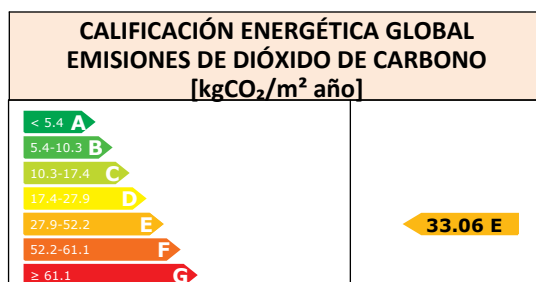 CALIFICACIÓN ENERGÉTICA GLOBAL
EMISIONES DE DIÓXIDO DE CARBONO
[kgCO₂/m² año]
< 5.4 A
5.4-10.3 B
10.3-17.4 C
17.4-27.9 D
27.9-52.2 E
33.06 E
52.2-61.1 F
≥ 61.1 G